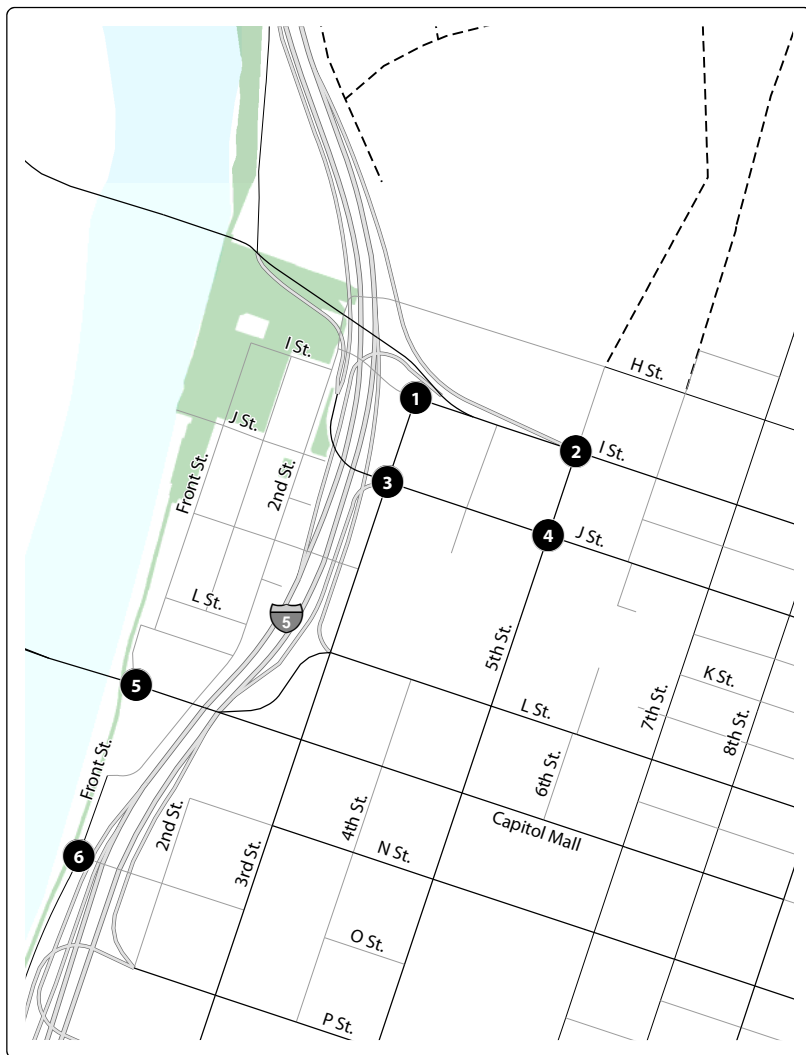 I St.
H St.
1
J St.
2
I St.
Front St.
2nd St.
3
4
J St.
L St.
5
5th St.
5
K St.
L St.
7th St.
8th St.
Front St.
6th St.
2nd St.
4th St.
Capitol Mall
6
3rd St.
N St.
O St.
P St.